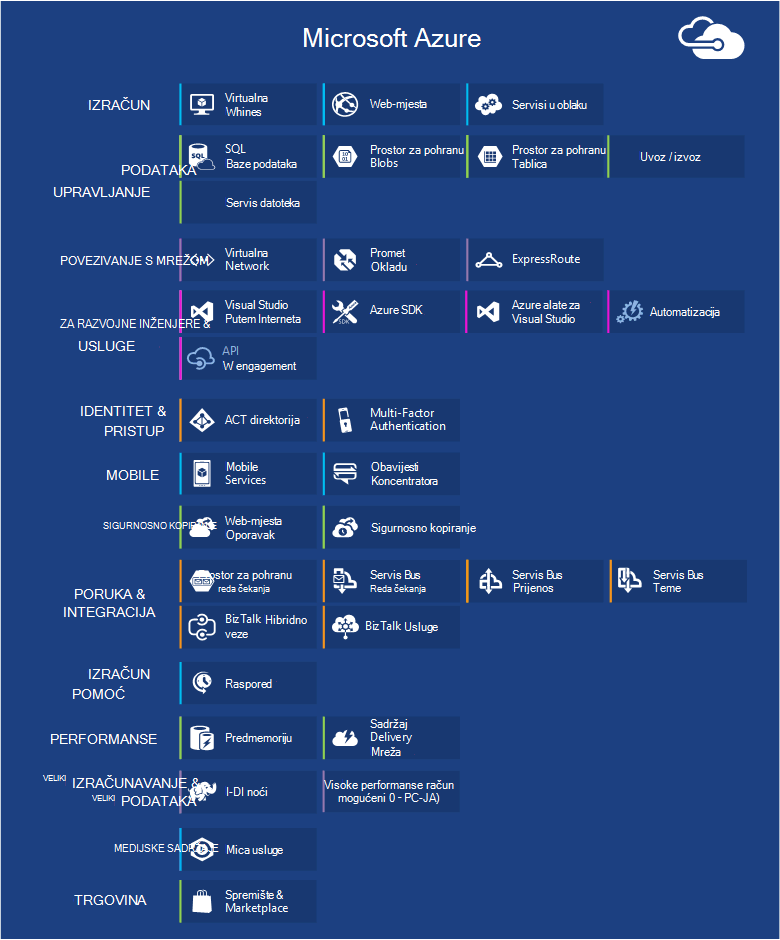 Microsoft Azure
IZRAČUN
Virtualna
Whines
Web-mjesta
Servisi u oblaku
PODATAKA
UPRAVLJANJE
SQL
SQL
Baze podataka
10
01
Prostor za pohranu
Blobs
Prostor za pohranu
Tablica
Uvoz / izvoz
Servis datoteka
POVEZIVANJE S MREŽOM
Virtualna
Network
Promet
Okladu
ExpressRoute
ZA RAZVOJNE INŽENJERE &
USLUGE
Visual Studio
Putem Interneta
SDK
Azure SDK
Azure alate za
Visual Studio
Automatizacija
API
W engagement
IDENTITET &
PRISTUP
ACT direktorija
Multi-Factor
Authentication
MOBILE
Mobile
Services
Obavijesti
Koncentratora
SIGURNOSNO KOPIRANJE
Web-mjesta
Oporavak
Sigurnosno kopiranje
PORUKA &
INTEGRACIJA
Prostor za pohranu
reda čekanja
Servis Bus
Reda čekanja
Servis Bus
Prijenos
Servis Bus
Teme
BizTalk Hibridno
veze
BizTalk Usluge
IZRAČUN
POMOĆ
Raspored
PERFORMANSE
Predmemoriju
Sadržaj
Delivery
Mreža
VELIKI IZRAČUNAVANJE &
VELIKI PODATAKA
I-DI noći
Visoke performanse račun
mogućeni 0 - PC-JA)
MEDIJSKE SADRŽAJE
Mica usluge
TRGOVINA
Spremište &
Marketplace